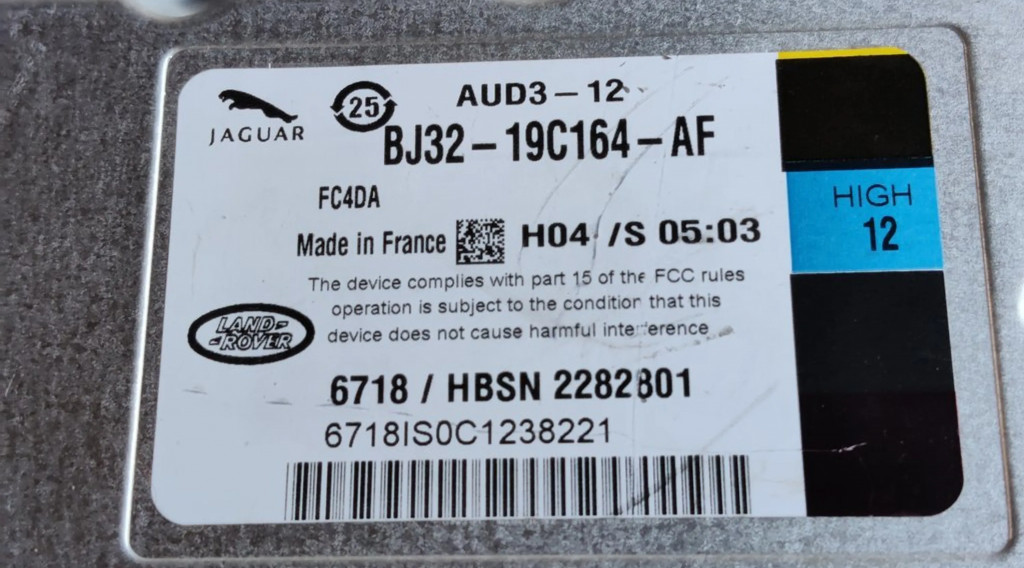 JAGUAR
25
AUD3-12
BJ32-19C164-AF
FC4DA
Made in France
H04 /S 05:03
The device complies with part 15 of the FCC rules
operation is subject to the condition that this
device does not cause harmful interference
LAND-
-ROVER
6718 / HBSN 2282801
6718IS0C1238221
HIGH
12